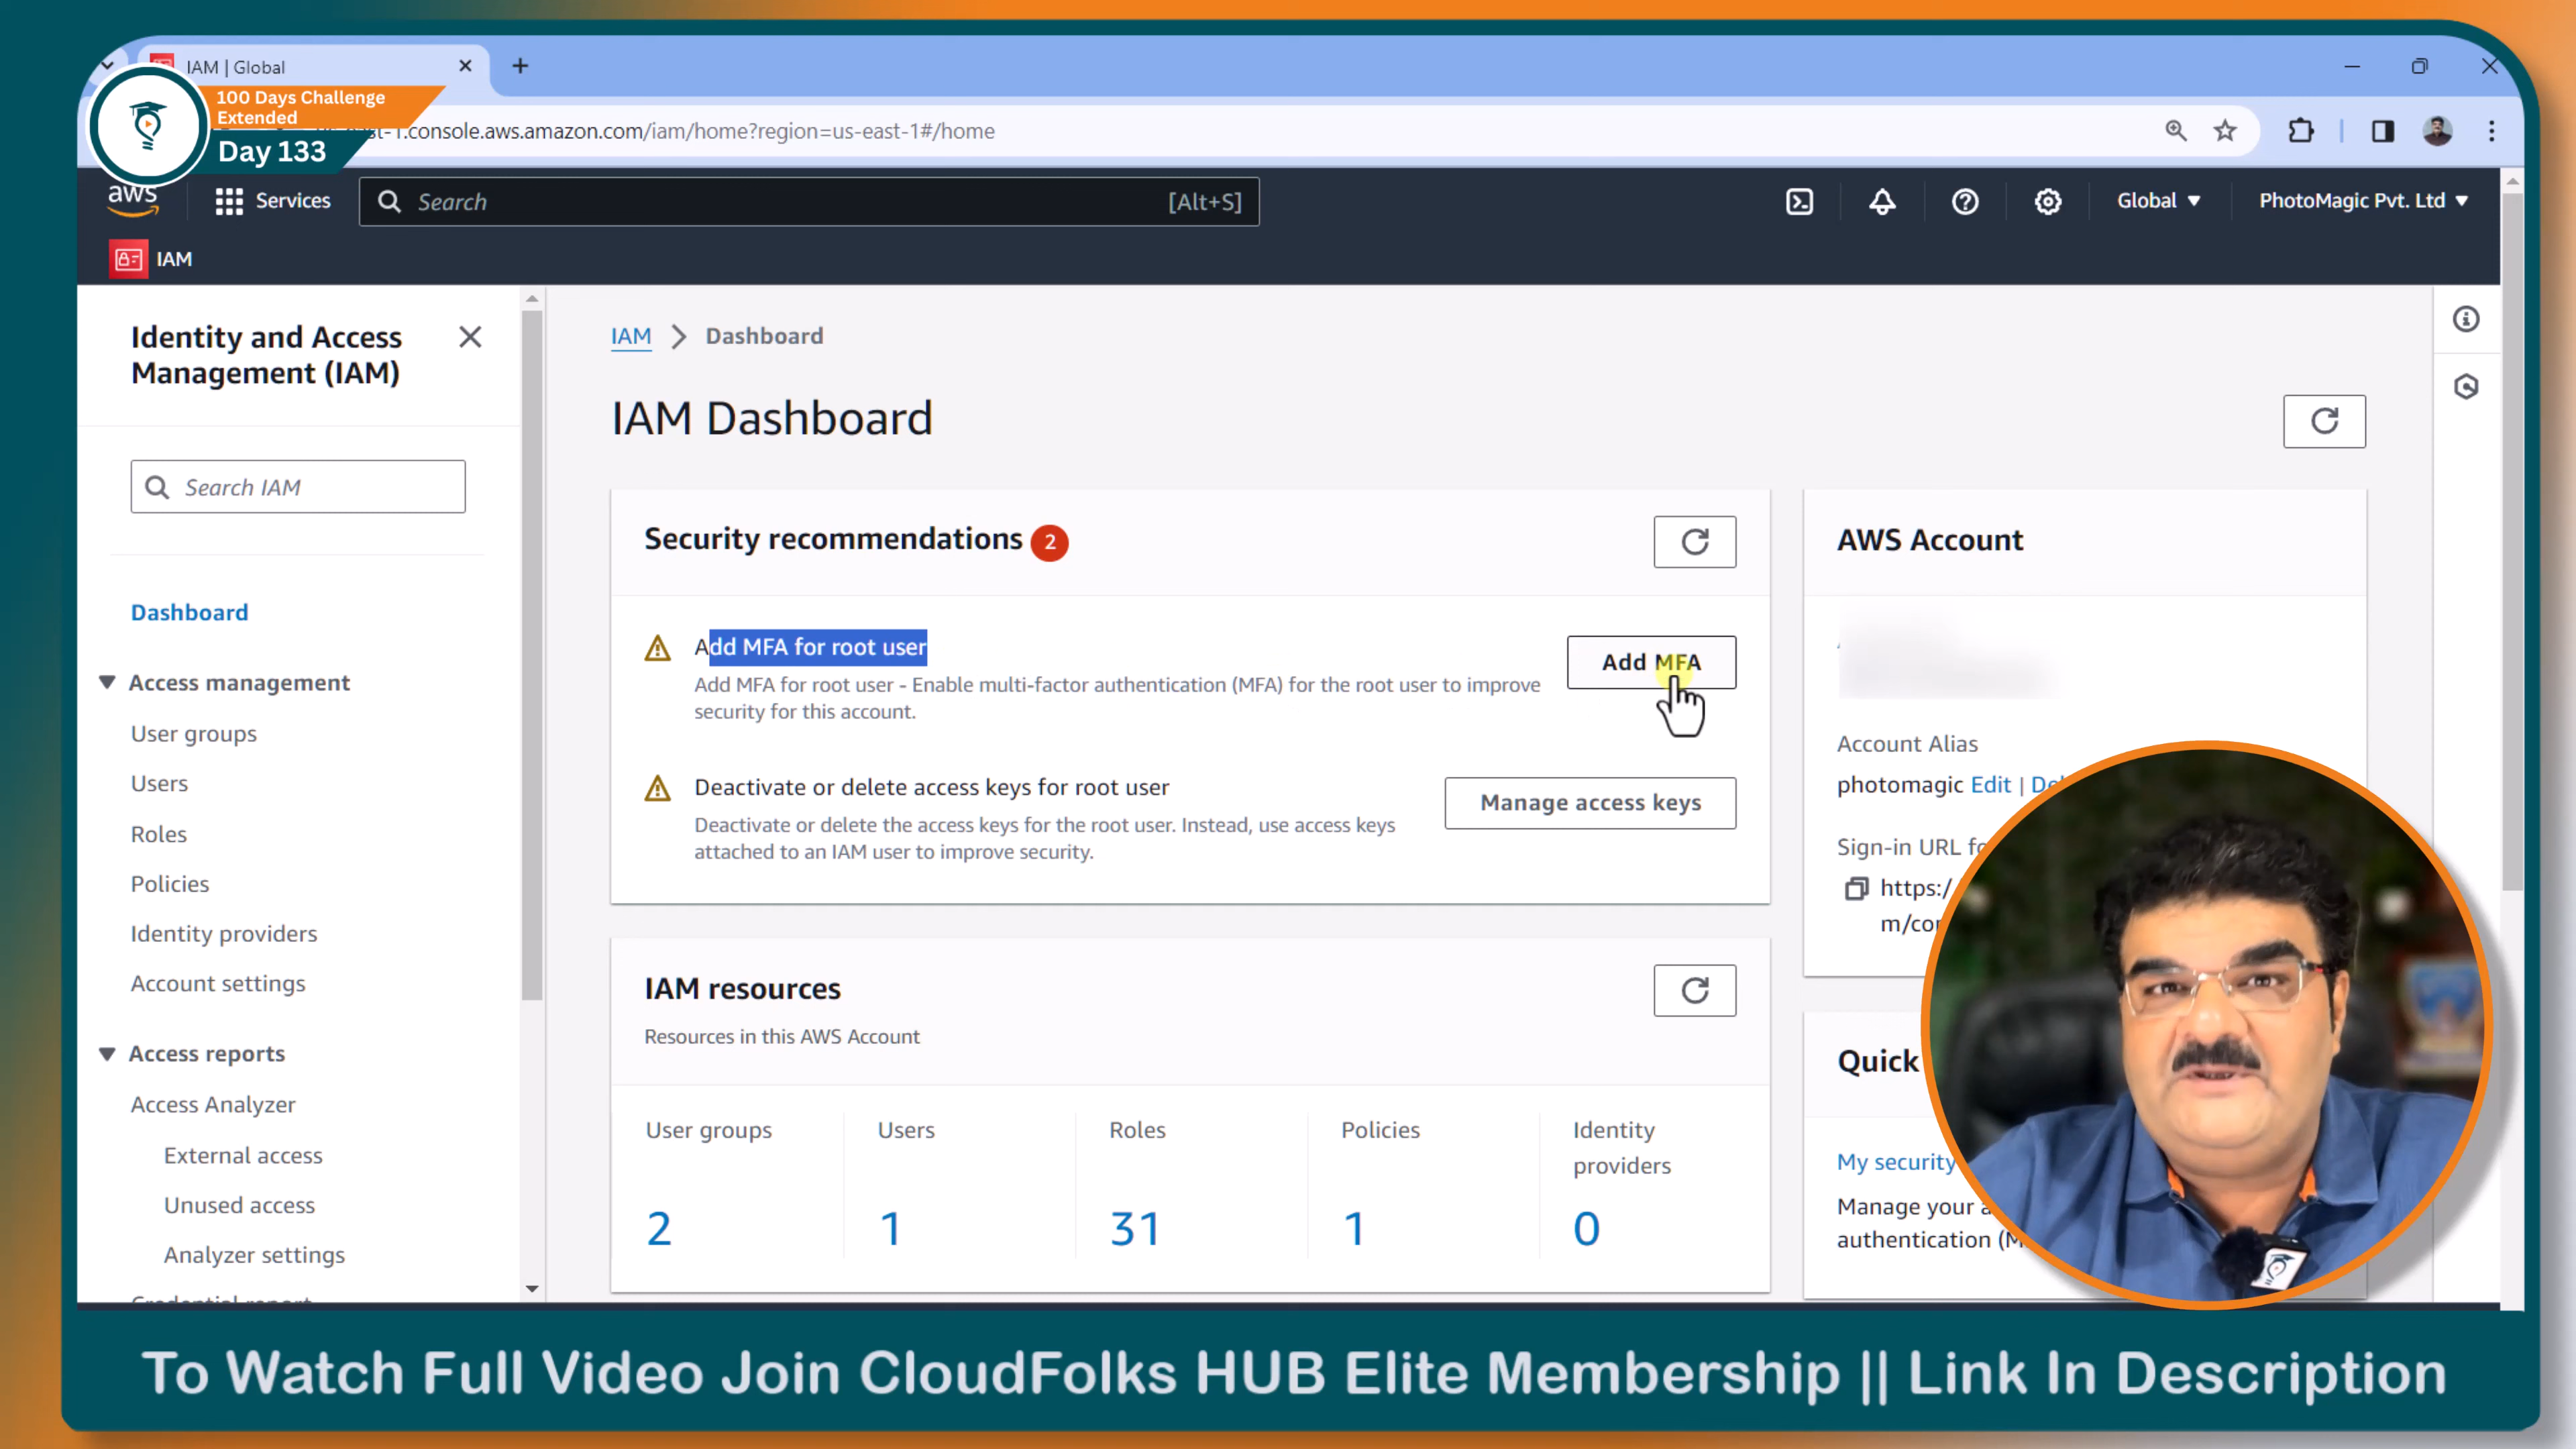 IAM | Global
100 Days Challenge
Extended
Day 133
-east-1.console.aws.amazon.com/iam/home?region=us-east-1#/home
aws
Services
Search
[Alt+S]
Global
PhotoMagic Pvt. Ltd
IAM
Identity and Access
Management (IAM)
Search IAM
Dashboard
Access management
User groups
Users
Roles
Policies
Identity providers
Account settings
Access reports
Access Analyzer
External access
Unused access
Analyzer settings
Credential report
IAM > Dashboard
IAM Dashboard
Security recommendations 2
Add MFA for root user
Add MFA for root user - Enable multi-factor authentication (MFA) for the root user to improve
security for this account.
Add MFA
Deactivate or delete access keys for root user
Deactivate or delete the access keys for the root user. Instead, use access keys
attached to an IAM user to improve security.
Manage access keys
IAM resources
Resources in this AWS Account
User groups
2
Users
1
Roles
31
Policies
1
Identity
providers
0
AWS Account
Account Alias
photomagic Edit |
Sign-in URL
https:/
m/co
Quick
My security
Manage your a
authentication (M
To Watch Full Video Join CloudFolks HUB Elite Membership || Link In Description